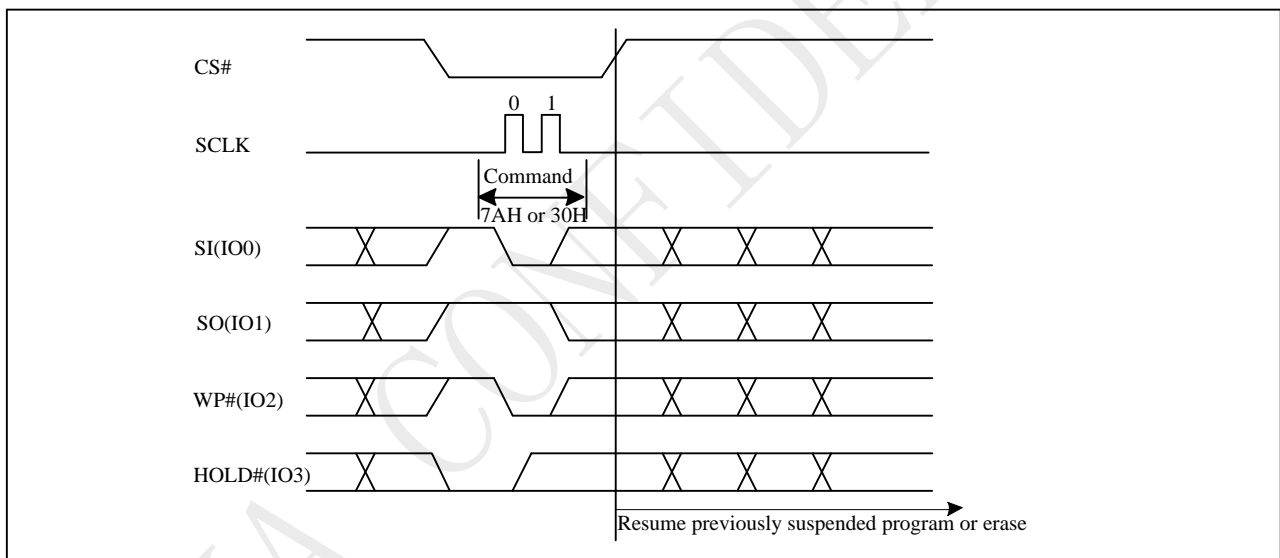 CS#
0 1
SCLK
Command
7AH or 30H
SI(IO0)
SO(IO1)
WP#(IO2)
HOLD#(IO3)
Resume previously suspended program or erase
A CONFIDE